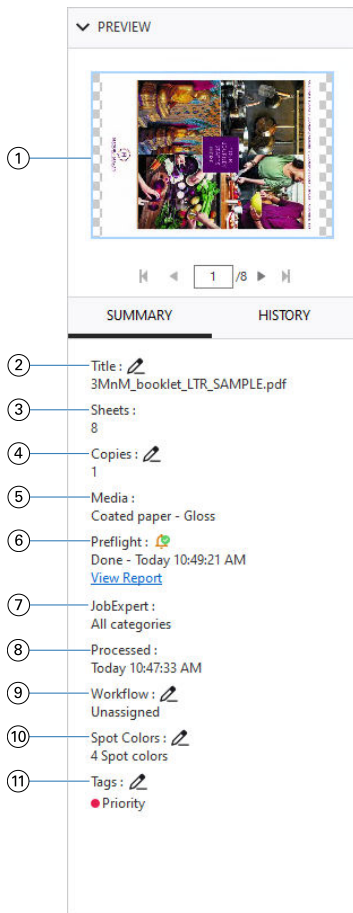 PREVIEW
1
1 /8
SUMMARY HISTORY
2 Title :
3MnM_booklet_LTR_SAMPLE.pdf
3 Sheets :
8
4 Copies :
1
5 Media :
Coated paper - Gloss
6 Preflight :
Done - Today 10:49:21 AM
View Report
7 JobExpert :
All categories
8 Processed :
Today 10:47:33 AM
9 Workflow :
Unassigned
10 Spot Colors :
4 Spot colors
11 Tags :
Priority